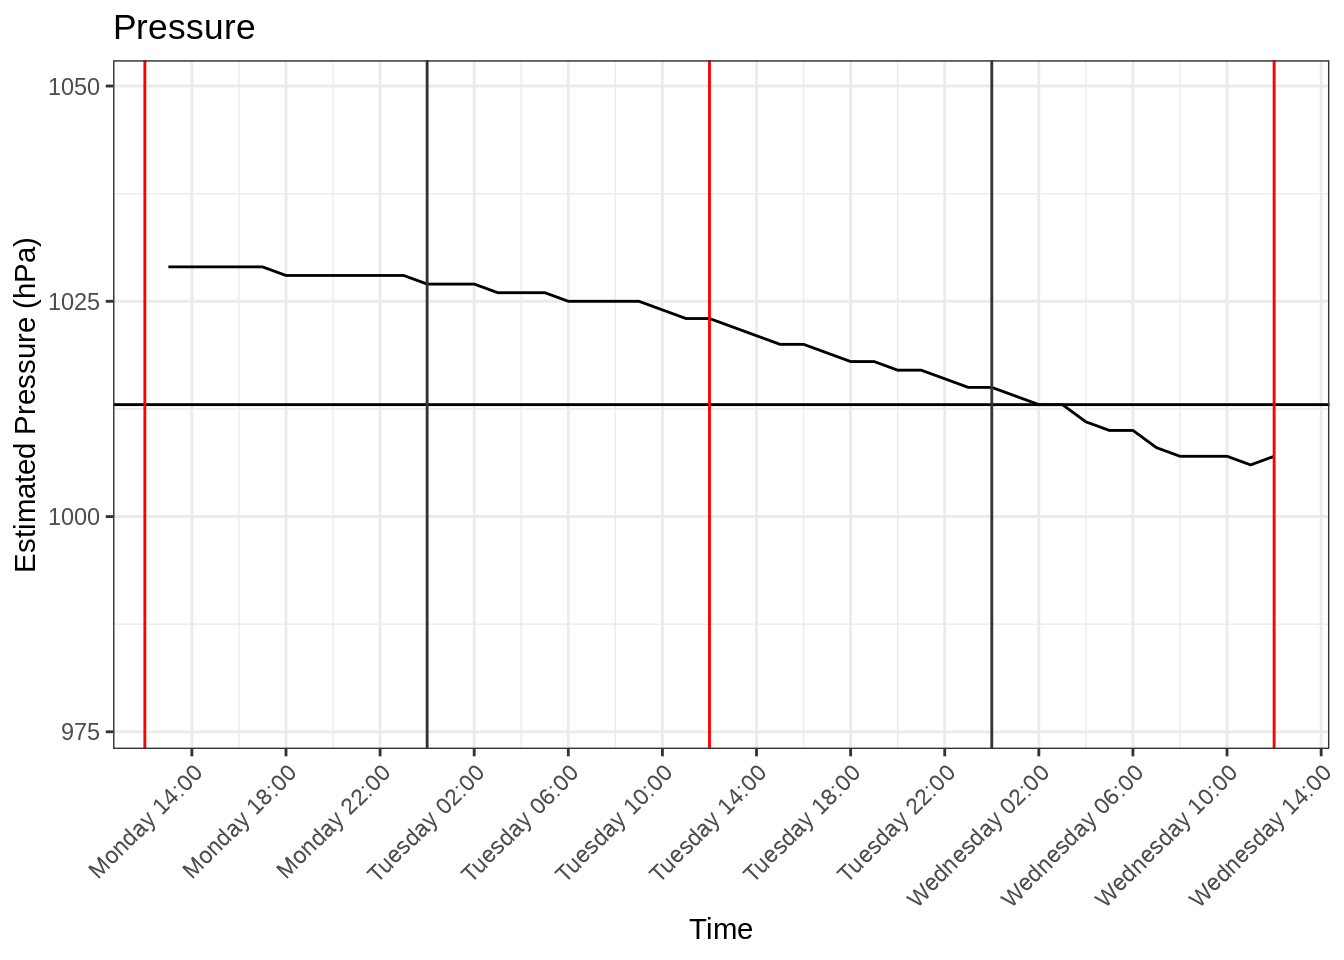 Pressure
Estimated Pressure (hPa)
1050
1025
1000
975
Monday 14:00
Monday 18:00
Monday 22:00
Tuesday 02:00
Tuesday 06:00
Tuesday 10:00
Tuesday 14:00
Tuesday 18:00
Tuesday 22:00
Wednesday 02:00
Wednesday 06:00
Wednesday 10:00
Wednesday 14:00
Time